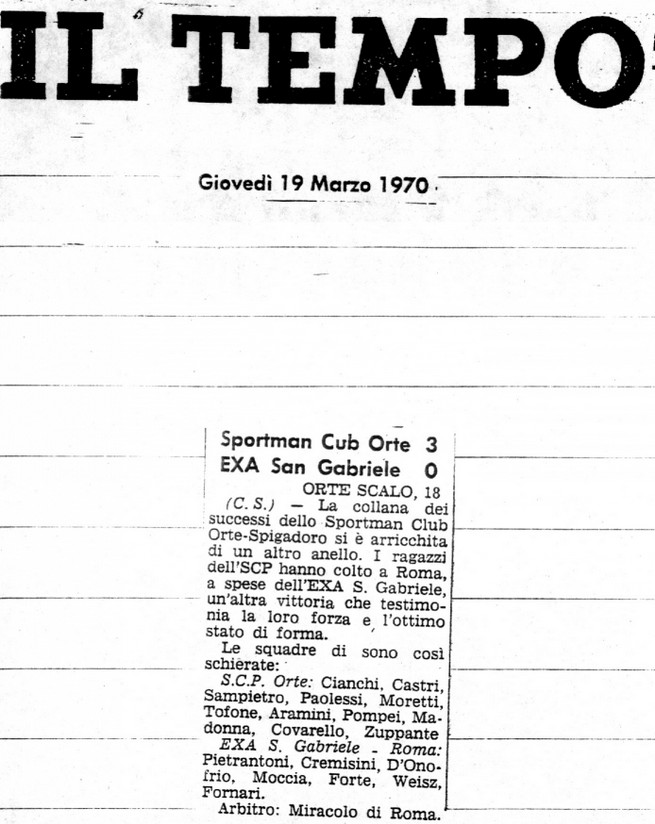 IL TEMPO
Giovedì 19 Marzo 1970
Sportman Cub Orte 3
EXA San Gabriele 0
ORTE SCALO, 18
(C. S.) — La collana dei
successi dello Sportman Club
Orte-Spigadoro si è arricchita
di un altro anello. I ragazzi
dell'SCP hanno colto a Roma,
a spese dell'EXA S. Gabriele,
un'altra vittoria che testimo-
nia la loro forza e l'ottimo
stato di forma.
Le squadre di sono così
schierate:
S.C.P. Orte: Cianchi, Castri,
Sampietro, Paolessi, Moretti,
Tofone, Aramini, Pompei, Ma-
donna, Covarello, Zuppante
EXA S. Gabriele - Roma:
Pietrantoni, Cremisini, D'Ono-
frio, Moccia, Forte, Weisz,
Fornari.
Arbitro: Miracolo di Roma.